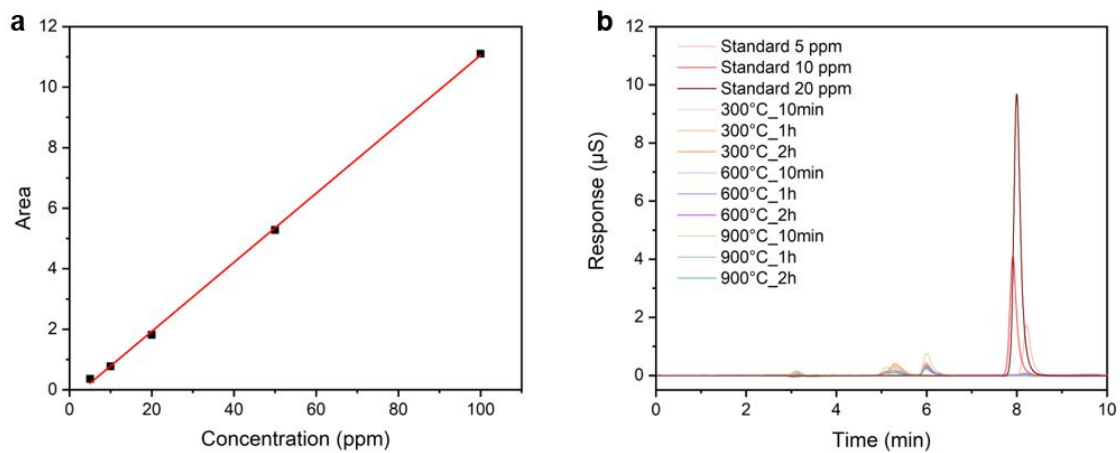 a
12
10
8
6
4
2
0
Area
0 20 40 60 80 100
Concentration (ppm)
b
12
10
8
6
4
2
0
Response (µS)
Standard 5 ppm
Standard 10 ppm
Standard 20 ppm
300°C_10min
300°C_1h
300°C_2h
600°C_10min
600°C_1h
600°C_2h
900°C_10min
900°C_1h
900°C_2h
0 2 4 6 8 10
Time (min)